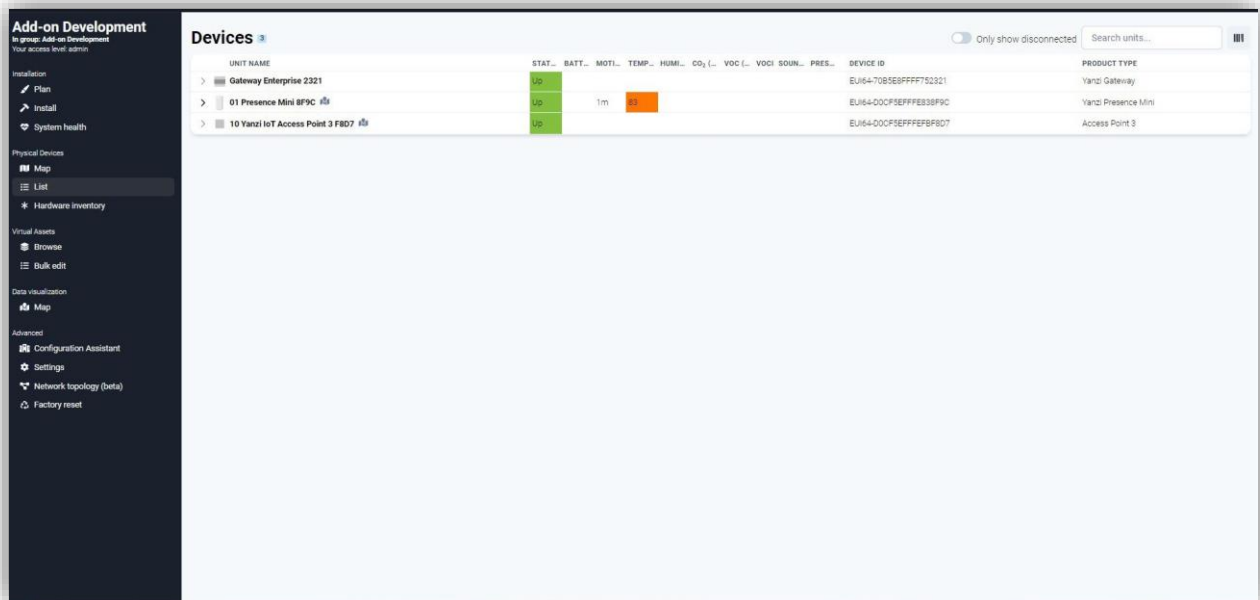 Add-on Development
In group: Add-on Development
Your access level: admin
Installation
Plan
Install
System health
Physical Devices
Map
List
Hardware inventory
Virtual Assets
Browse
Bulk edit
Data visualization
Map
Advanced
Configuration Assistant
Settings
Network topology (beta)
Factory reset
Devices 3
Only show disconnected Search units...
UNIT NAME STAT... BATT... MOTI... TEMP... HUMI... CO₂ (... VOC (... VOCI SOUN... PRES... DEVICE ID PRODUCT TYPE
Gateway Enterprise 2321 Up EUI64-70B5E8FFFF752321 Yanzi Gateway
01 Presence Mini 8F9C Up 1m 83 EUI64-D0CF5EFFFE838F9C Yanzi Presence Mini
10 Yanzi IoT Access Point 3 F8D7 Up EUI64-D0CF5EFFFEFBF8D7 Access Point 3